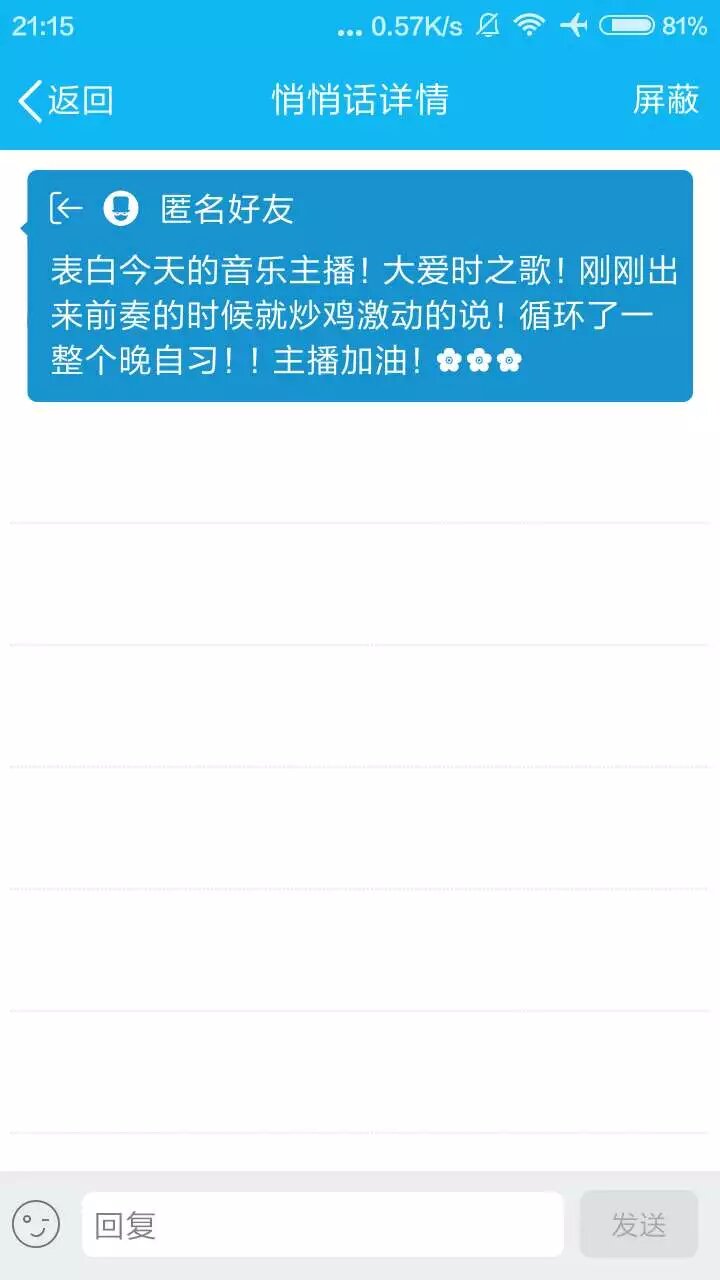 21:15 ... 0.57K/s 81%
返回 悄悄话详情 屏蔽
匿名好友
表白今天的音乐主播！大爱时之歌！刚刚出
来前奏的时候就炒鸡激动的说！循环了一
整个晚自习！！主播加油！
回复 发送